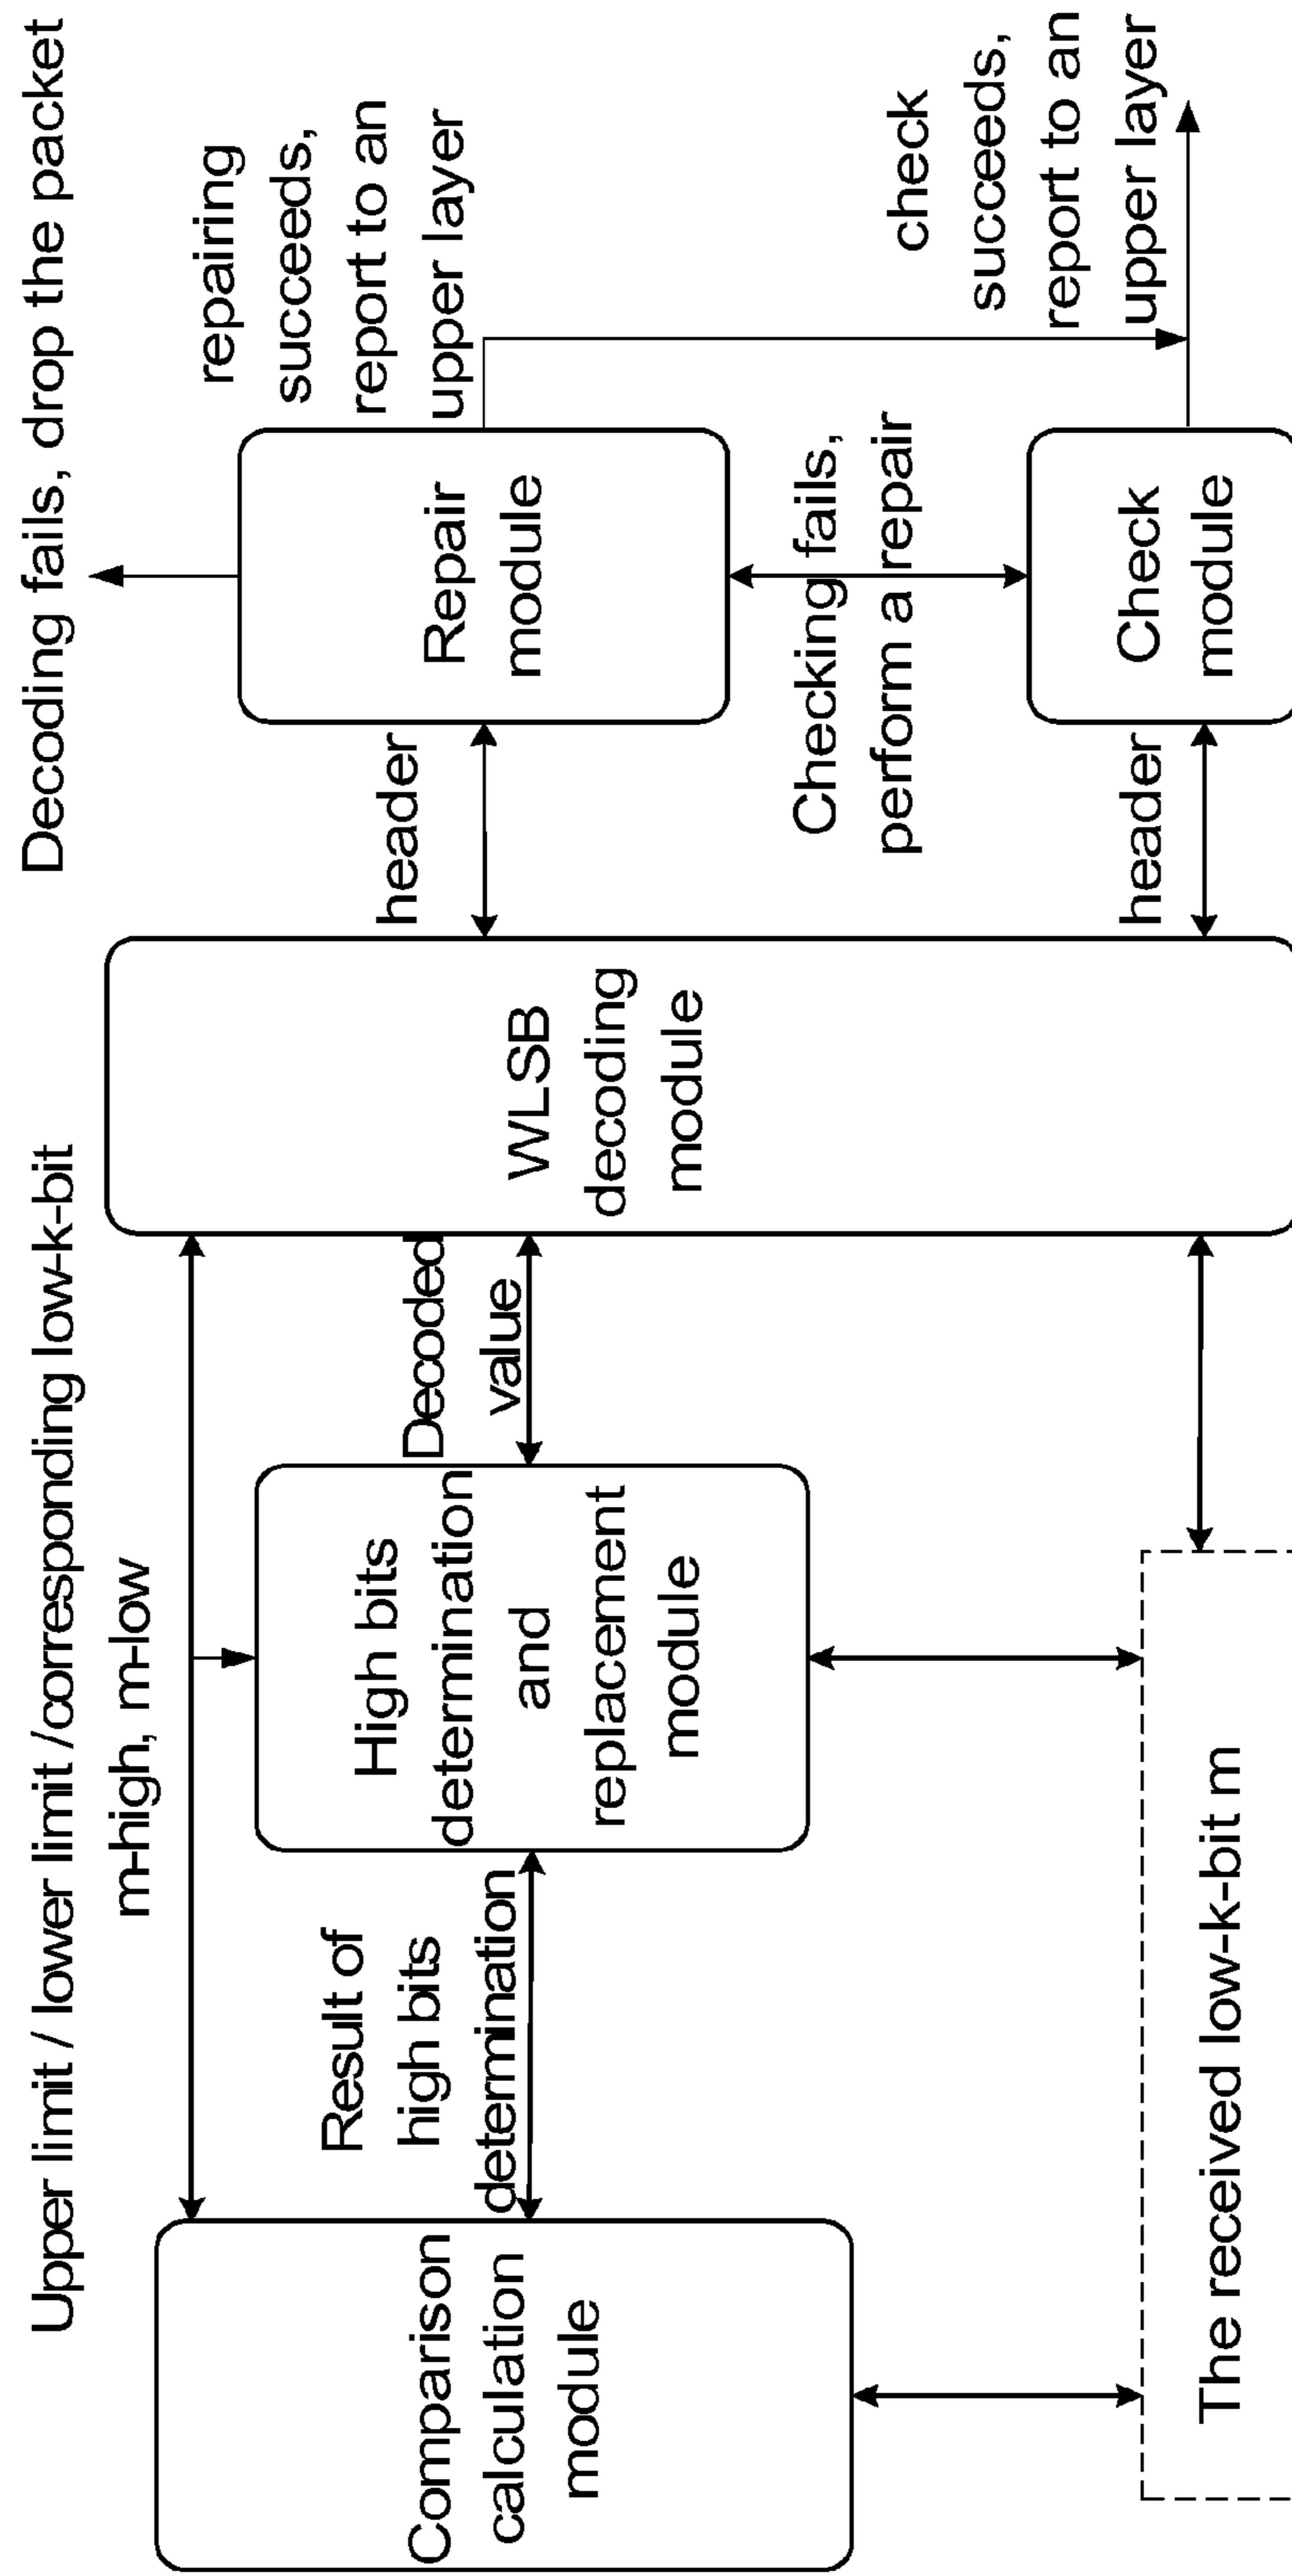 Upper limit / lower limit /corresponding low-k-bit
m-high, m-low
Decoding fails, drop the packet
Comparison
calculation
module
Result of
high bits
determination
High bits
determination
and
replacement
module
Decoded
value
WLSB
decoding
module
header
Repair
module
repairing
succeeds,
report to an
upper layer
Checking fails,
perform a repair
The received low-k-bit m
header
Check
module
check
succeeds,
report to an
upper layer